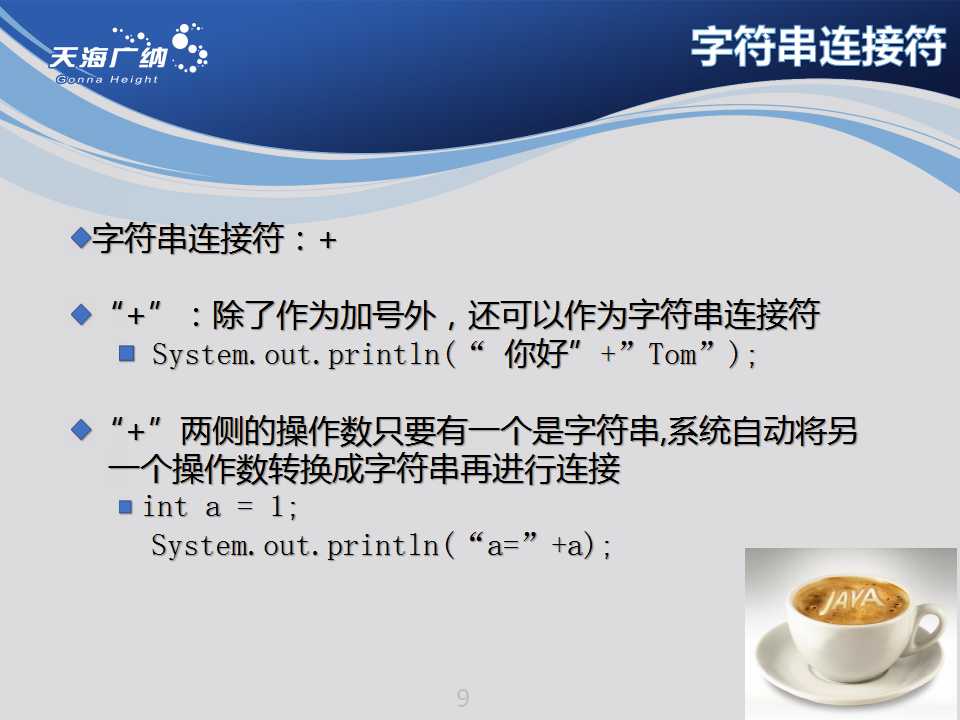 天海广纳
Gonna Height
字符串连接符
字符串连接符：+
“+” ：除了作为加号外，还可以作为字符串连接符
System.out.println(“ 你好”+”Tom”);
“+”两侧的操作数只要有一个是字符串,系统自动将另
一个操作数转换成字符串再进行连接
int a = 1;
System.out.println(“a=”+a);
JAVA
9